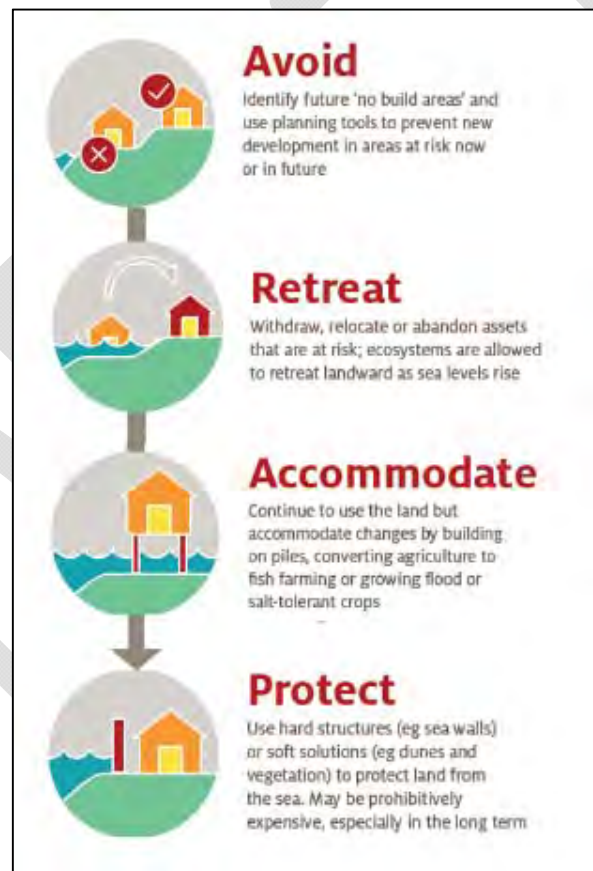 Avoid
Identify future 'no build areas' and
use planning tools to prevent new
development in areas at risk now
or in future
Retreat
Withdraw, relocate or abandon assets
that are at risk; ecosystems are allowed
to retreat landward as sea levels rise
Accommodate
Continue to use the land but
accommodate changes by building
on piles, converting agriculture to
fish farming or growing flood or
salt-tolerant crops
Protect
Use hard structures (eg sea walls)
or soft solutions (eg dunes and
vegetation) to protect land from
the sea. May be prohibitively
expensive, especially in the long term